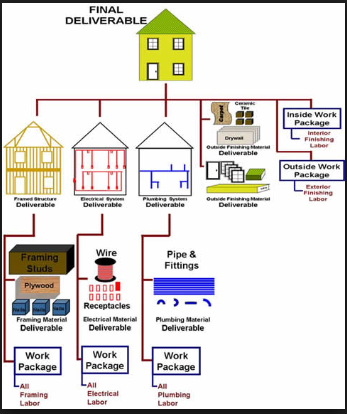 FINAL
DELIVERABLE
Carpet
Ceramic
Tile
Drywall
Outside Finishing Material
Deliverable
Inside Work
Package
Interior
Finishing
Labor
Outside Finishing Material
Deliverable
Outside Work
Package
Exterior
Finishing
Labor
Framed Structure
Deliverable
Electrical System
Deliverable
Plumbing System
Deliverable
Framing
Studs
Plywood
Nails
Nails
Nails
Framing Material
Deliverable
Wire
Receptacles
Electrical Material
Deliverable
Pipe &
Fittings
Plumbing Material
Deliverable
Work
Package
All
Framing
Labor
Work
Package
All
Electrical
Labor
Work
Package
All
Plumbing
Labor